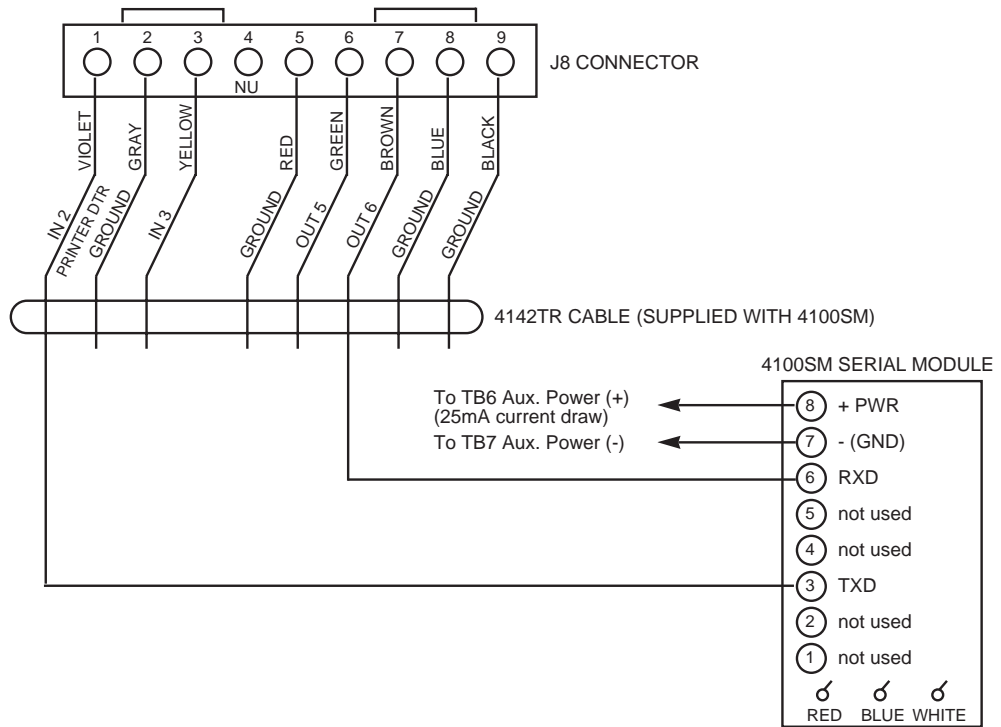 1 2 3 4 5 6 7 8 9
NU
J8 CONNECTOR
VIOLET
GRAY
YELLOW
RED
GREEN
BROWN
BLUE
BLACK
IN 2
PRINTER DTR
GROUND
IN 3
GROUND
OUT 5
OUT 6
GROUND
GROUND
4142TR CABLE (SUPPLIED WITH 4100SM)
4100SM SERIAL MODULE
To TB6 Aux. Power (+)
(25mA current draw)
To TB7 Aux. Power (-)
8 + PWR
7 - (GND)
6 RXD
5 not used
4 not used
3 TXD
2 not used
1 not used
RED BLUE WHITE